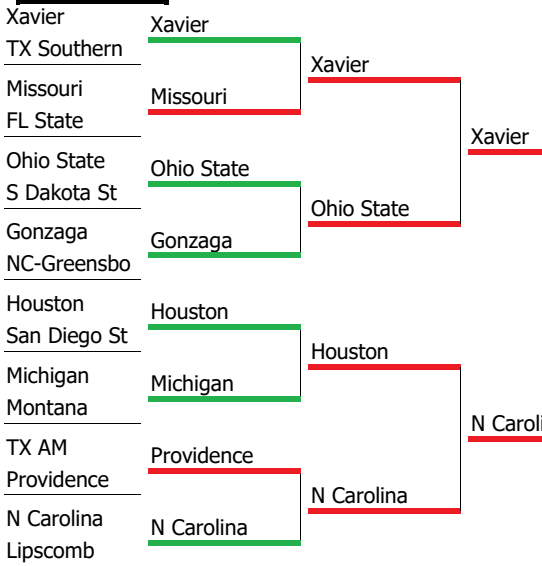 Xavier
TX Southern
Missouri
FL State
Ohio State
S Dakota St
Gonzaga
NC-Greensbo
Houston
San Diego St
Michigan
Montana
TX AM
Providence
N Carolina
Lipscomb
Xavier
Missouri
Ohio State
Gonzaga
Houston
Michigan
Providence
N Carolina
Xavier
Ohio State
Houston
N Carolina
Xavier
N Caroli